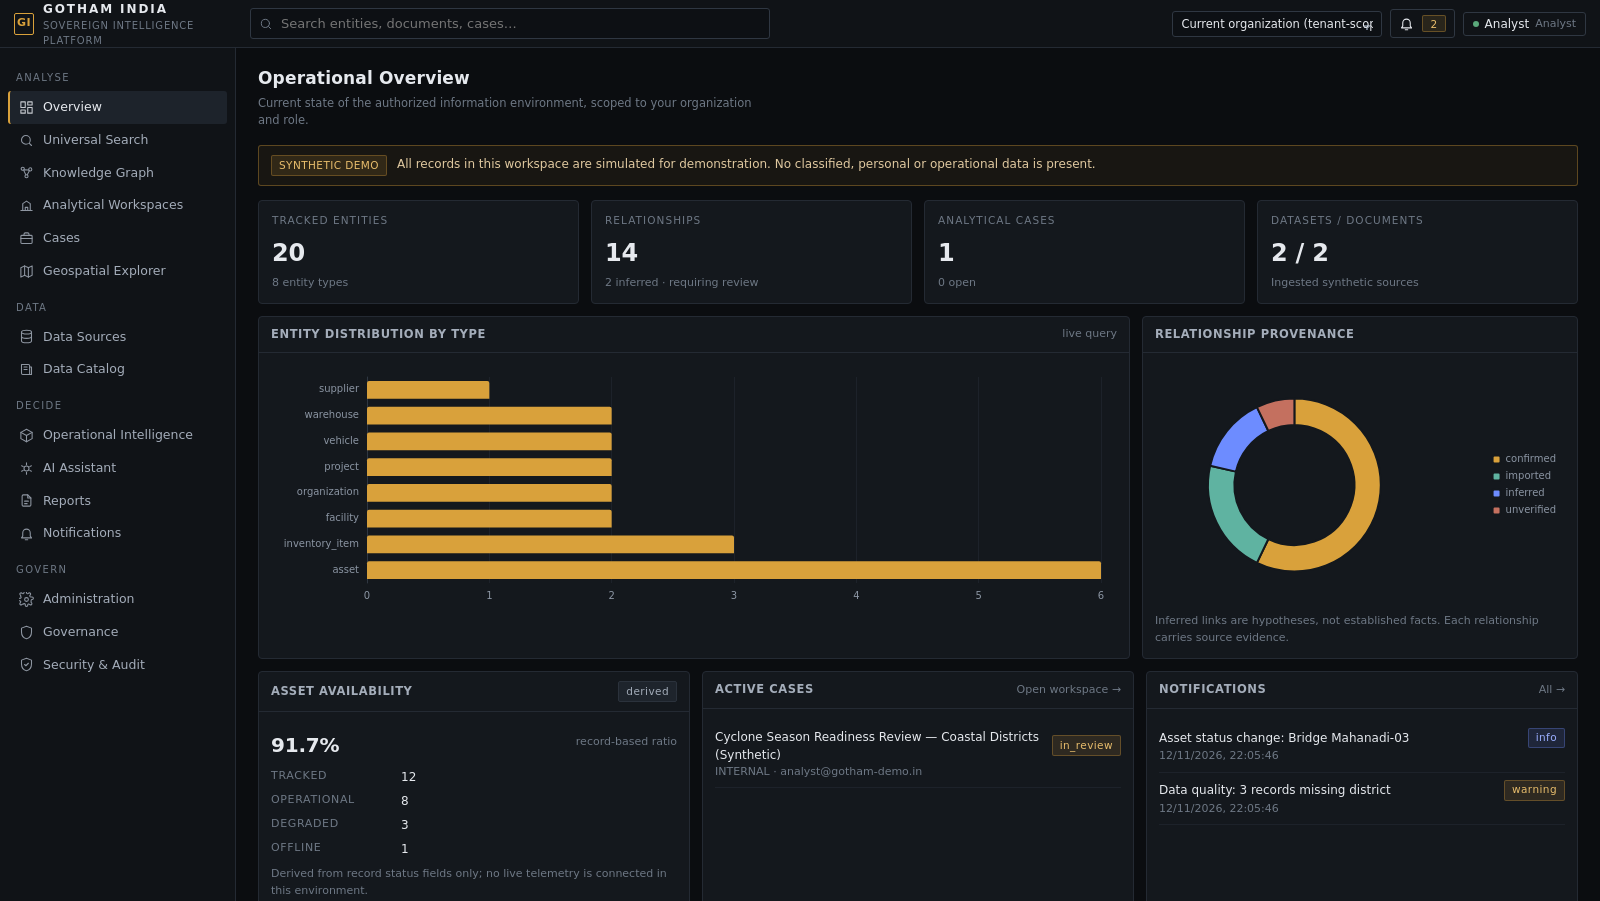 GI
GOTHAM INDIA
SOVEREIGN INTELLIGENCE
PLATFORM
Search entities, documents, cases…
Current organization (tenant-scop
2
Analyst Analyst
ANALYSE
Overview
Universal Search
Knowledge Graph
Analytical Workspaces
Cases
Geospatial Explorer
DATA
Data Sources
Data Catalog
DECIDE
Operational Intelligence
AI Assistant
Reports
Notifications
GOVERN
Administration
Governance
Security & Audit
Operational Overview
Current state of the authorized information environment, scoped to your organization
and role.
SYNTHETIC DEMO All records in this workspace are simulated for demonstration. No classified, personal or operational data is present.
TRACKED ENTITIES
20
8 entity types
RELATIONSHIPS
14
2 inferred · requiring review
ANALYTICAL CASES
1
0 open
DATASETS / DOCUMENTS
2 / 2
Ingested synthetic sources
ENTITY DISTRIBUTION BY TYPE live query
supplier
warehouse
vehicle
project
organization
facility
inventory_item
asset
0 1 2 3 4 5 6
RELATIONSHIP PROVENANCE
confirmed
imported
inferred
unverified
Inferred links are hypotheses, not established facts. Each relationship
carries source evidence.
ASSET AVAILABILITY derived
91.7% record-based ratio
TRACKED 12
OPERATIONAL 8
DEGRADED 3
OFFLINE 1
Derived from record status fields only; no live telemetry is connected in
this environment.
ACTIVE CASES Open workspace →
Cyclone Season Readiness Review — Coastal Districts
(Synthetic)
in_review
INTERNAL · analyst@gotham-demo.in
NOTIFICATIONS All →
Asset status change: Bridge Mahanadi-03 info
12/11/2026, 22:05:46
Data quality: 3 records missing district warning
12/11/2026, 22:05:46